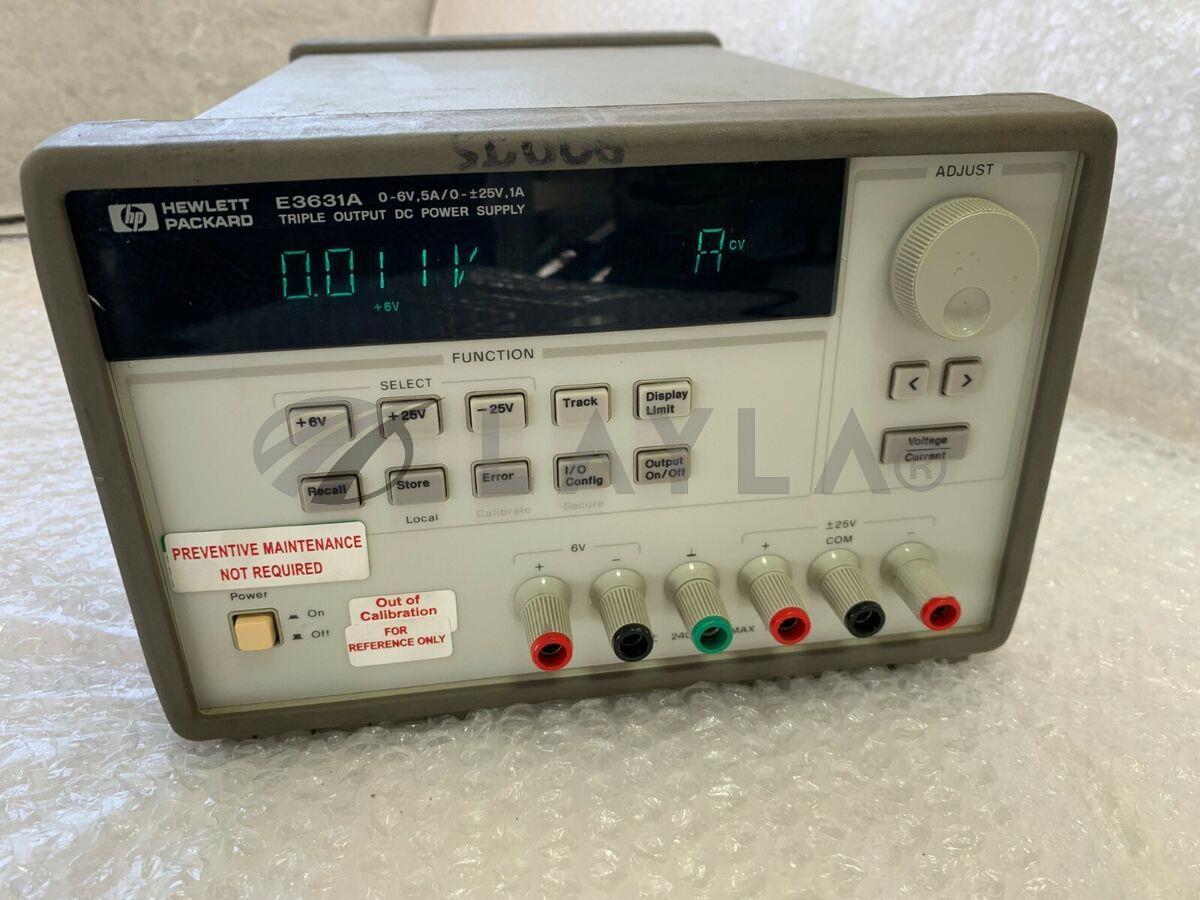 hp HEWLETT PACKARD
E3631A 0-6V,5A/0-±25V,1A
TRIPLE OUTPUT DC POWER SUPPLY
0.011V
A CV
+6V
ADJUST
FUNCTION
SELECT
+6V +25V -25V Track Display Limit
< >
Voltage
Current
Recall Store Error I/O Config Output On/Off
Local Calibrate Secure
LAYLA®
PREVENTIVE MAINTENANCE
NOT REQUIRED
Power
On
Off
Out of
Calibration
FOR
REFERENCE ONLY
6V
+ -
±25V
+ COM -
MAX